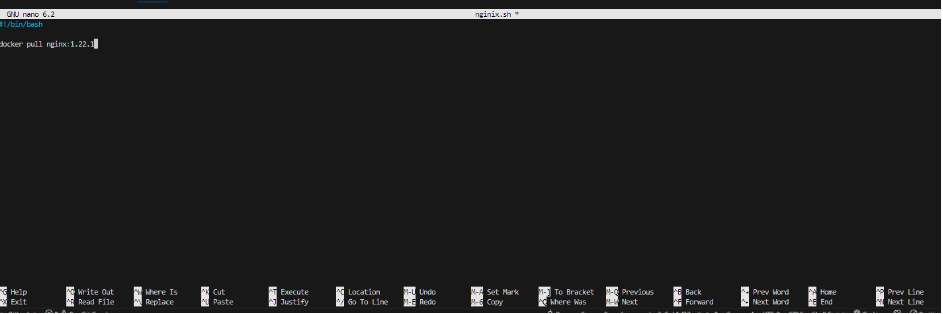 GNU nano 6.2 nginix.sh *
#!/bin/bash
docker pull nginx:1.22.1
^G Help ^O Write Out ^W Where Is ^K Cut ^T Execute ^C Location M-U Undo M-A Set Mark M-] To Bracket M-Q Previous ^B Back Prev Word ^A Home ^P Prev Line
^X Exit ^R Read File ^\ Replace ^U Paste ^J Justify ^/ Go To Line M-E Redo M-6 Copy ^Q Where Was M-W Next ^F Forward Next Word ^E End ^N Next Line